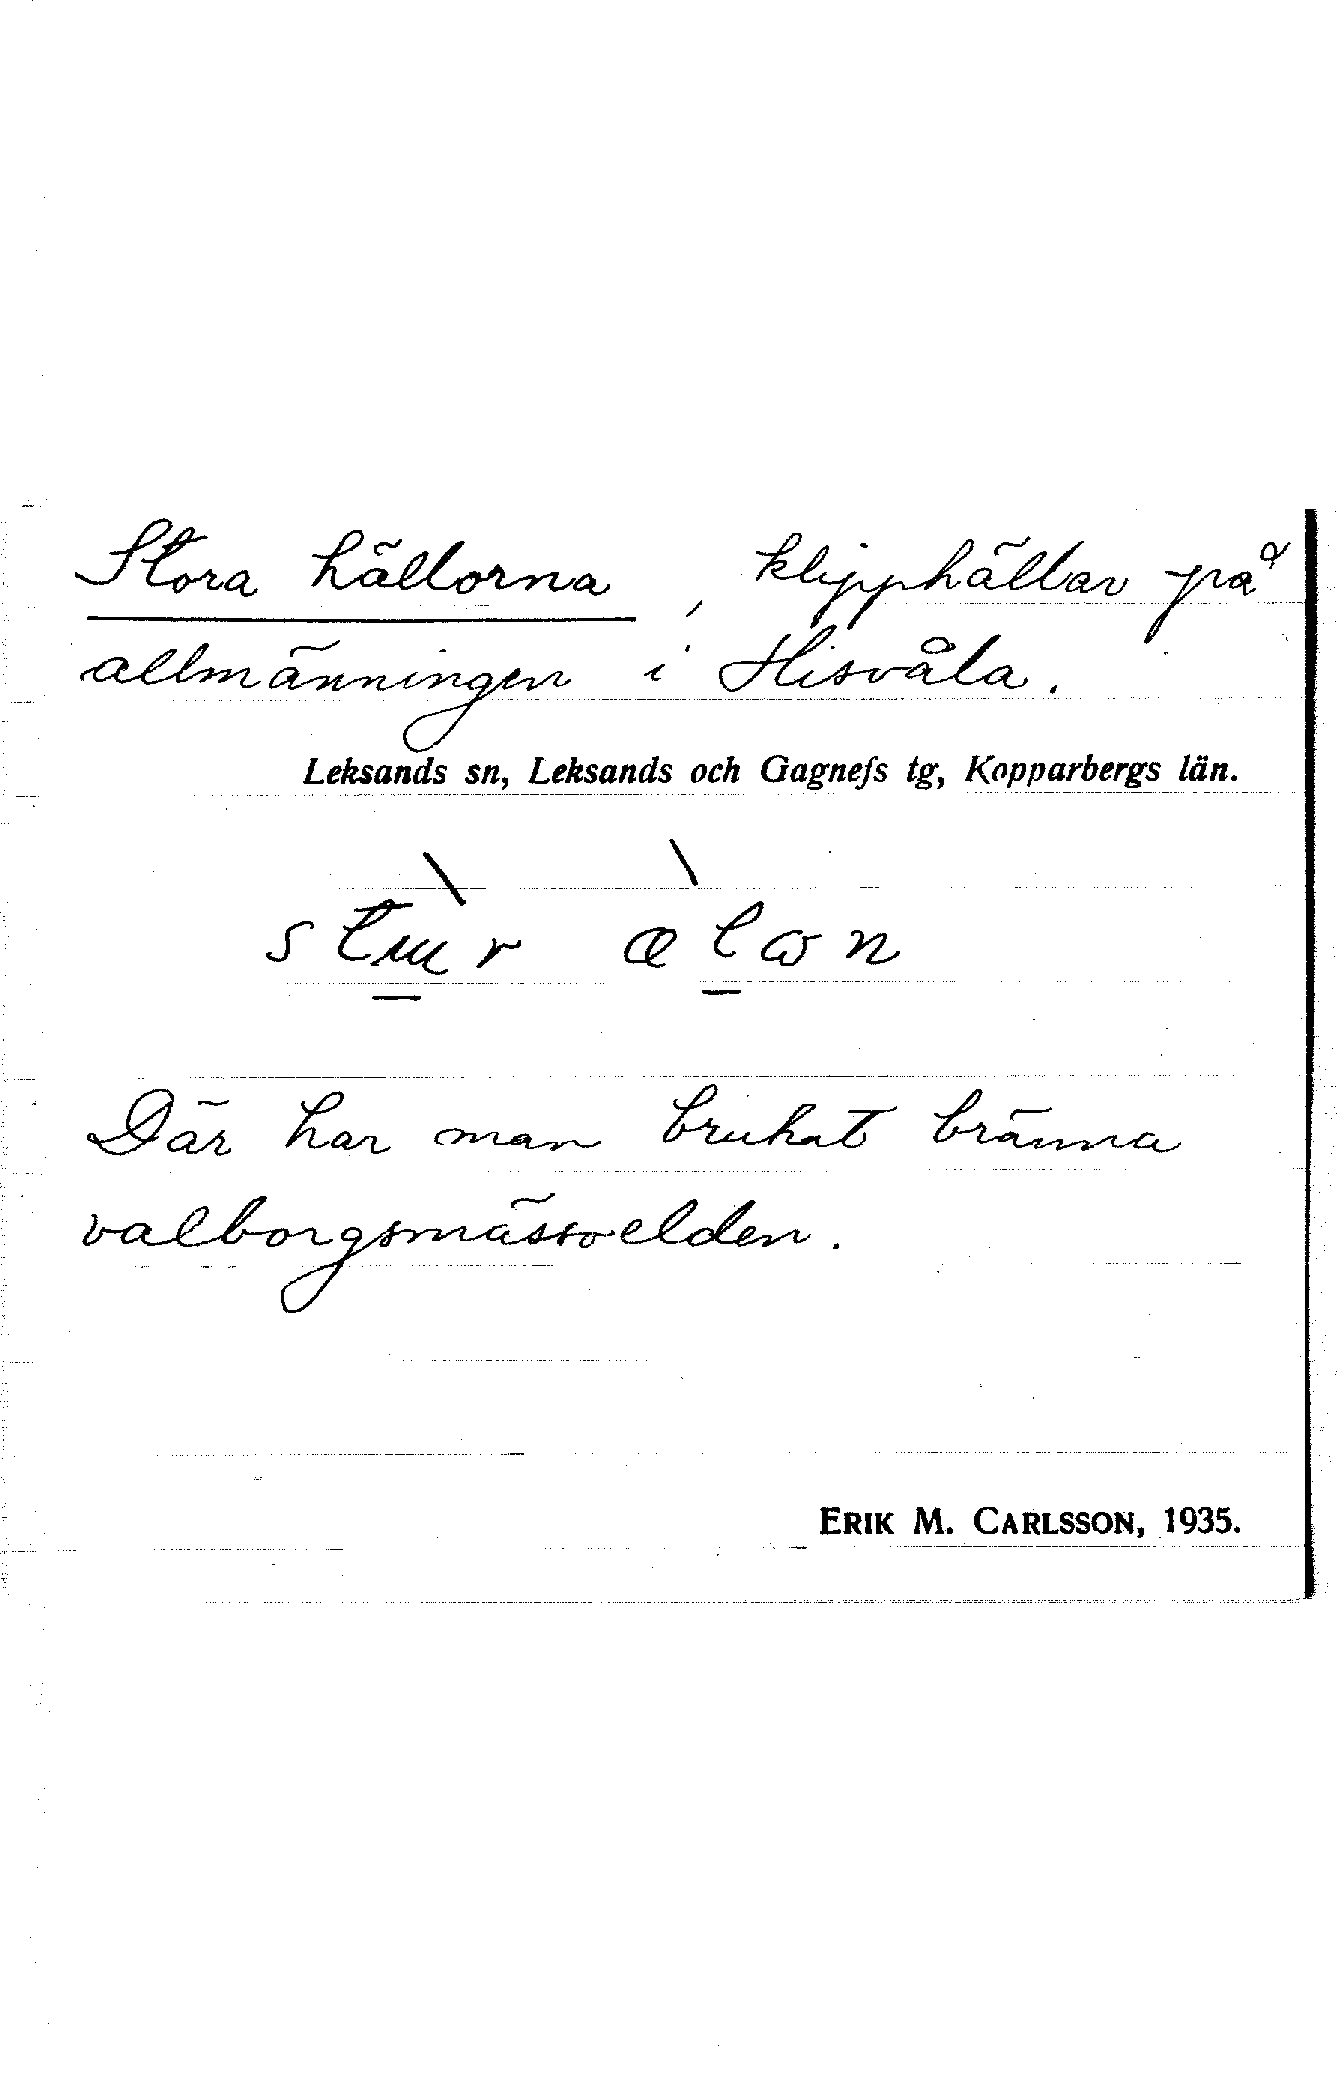 Stora hällorna, klipphällar på
allmänningen i Hisvåla.
Leksands sn, Leksands och Gagnefs tg, Kopparbergs län.
Där har man brukat bränna
valborgsmässoelden.
ERIK M. CARLSSON, 1935.